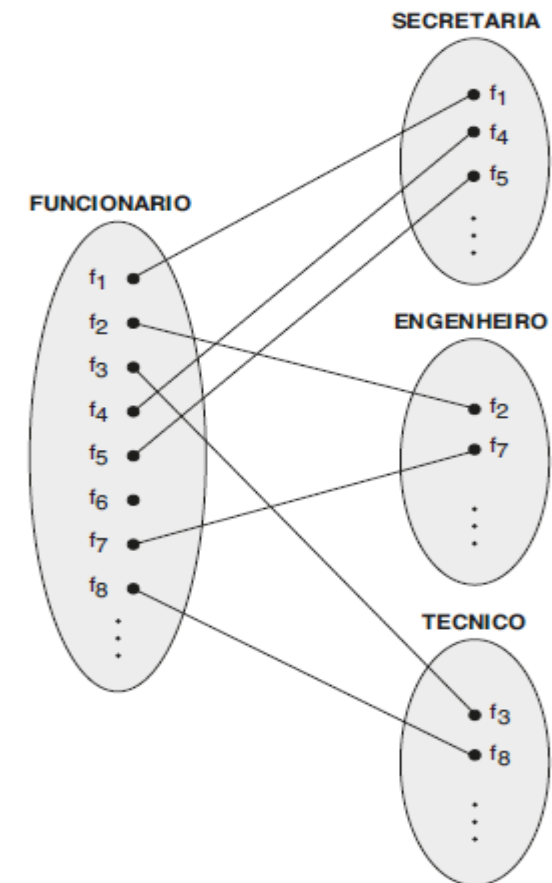 SECRETARIA
f1
f4
f5
FUNCIONARIO
f1
f2
f3
f4
f5
f6
f7
f8
ENGENHEIRO
f2
f7
TECNICO
f3
f8